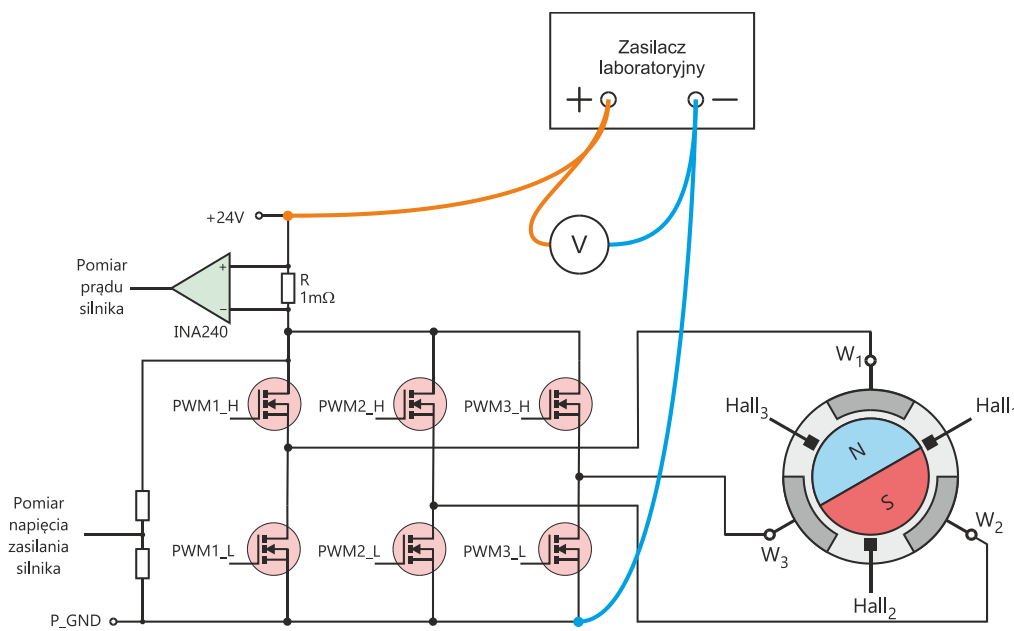 Zasilacz
laboratoryjny
+
−
V
+24V
Pomiar
prądu
silnika
+
−
R
1mΩ
INA240
PWM1_H
PWM2_H
PWM3_H
W1
Hall3
Hall1
N
S
Pomiar
napięcia
zasilania
silnika
PWM1_L
PWM2_L
PWM3_L
W3
W2
Hall2
P_GND